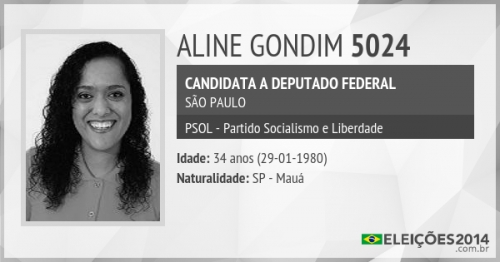 ALINE GONDIM 5024
CANDIDATA A DEPUTADO FEDERAL
SÃO PAULO
PSOL - Partido Socialismo e Liberdade
Idade: 34 anos (29-01-1980)
Naturalidade: SP - Mauá
ELEIÇÕES2014
.com.br